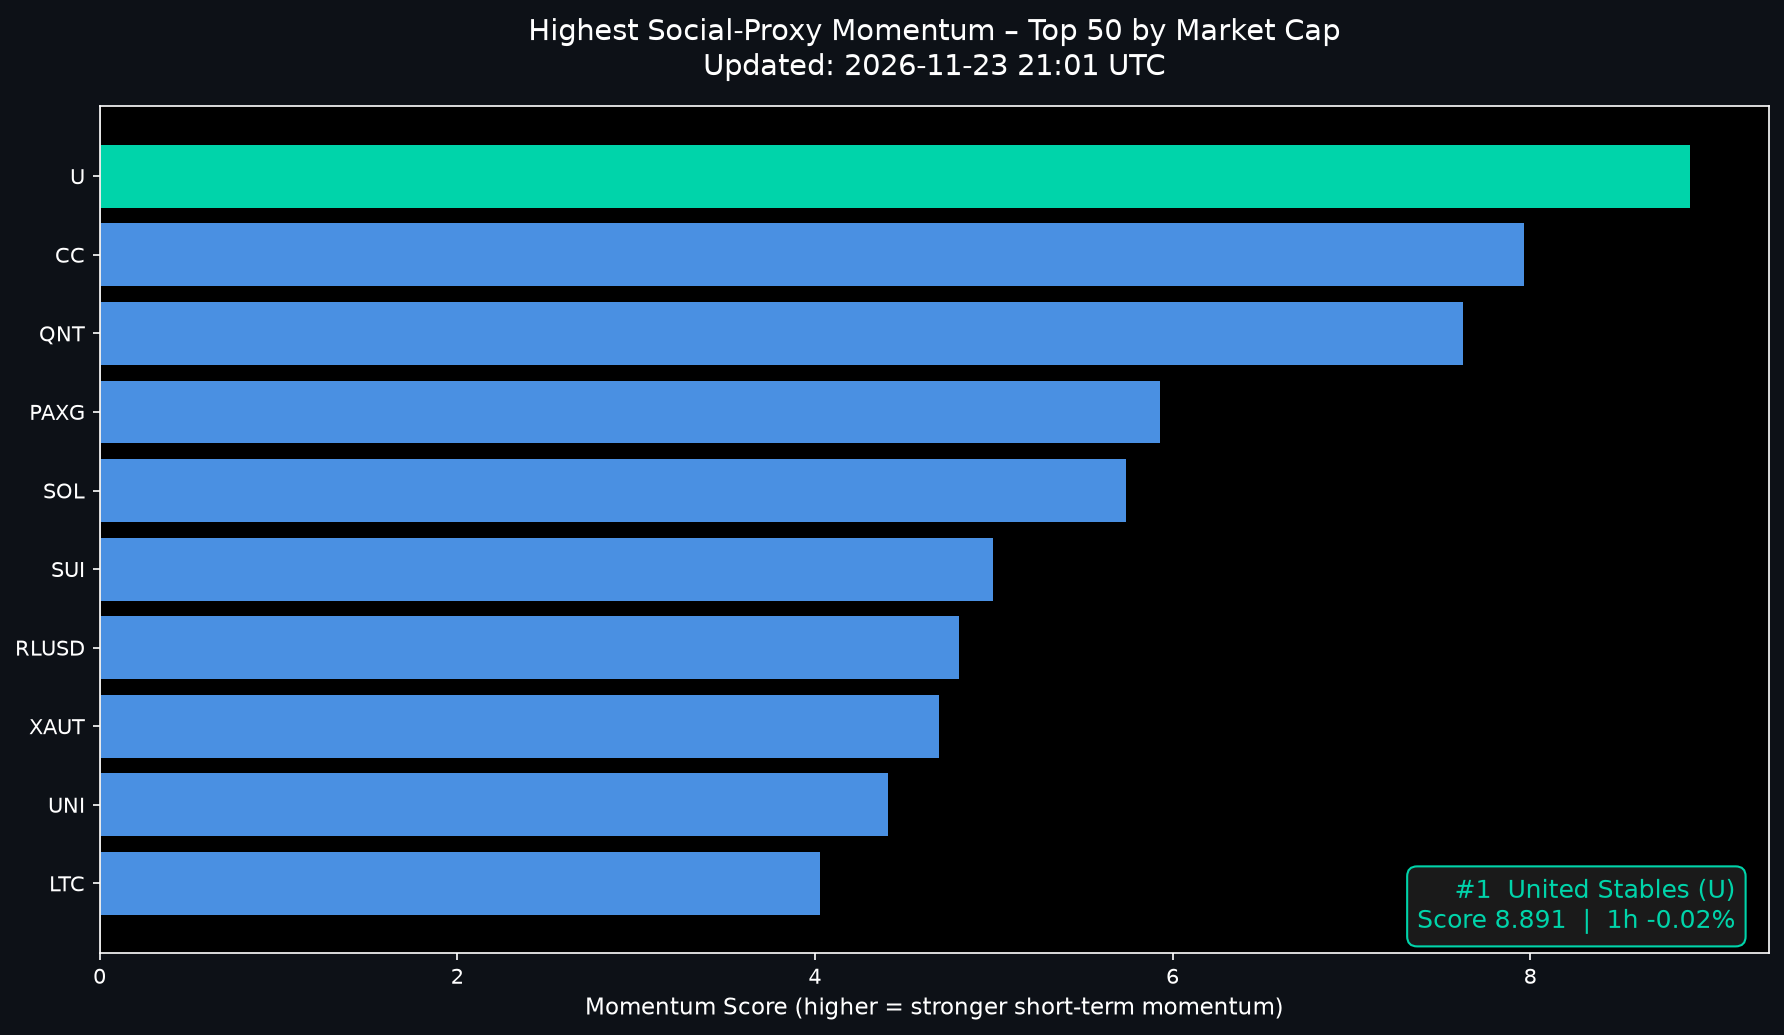 Highest Social-Proxy Momentum – Top 50 by Market Cap
Updated: 2026-11-23 21:01 UTC
U
CC
QNT
PAXG
SOL
SUI
RLUSD
XAUT
UNI
LTC
#1 United Stables (U)
Score 8.891 | 1h -0.02%
0 2 4 6 8
Momentum Score (higher = stronger short-term momentum)